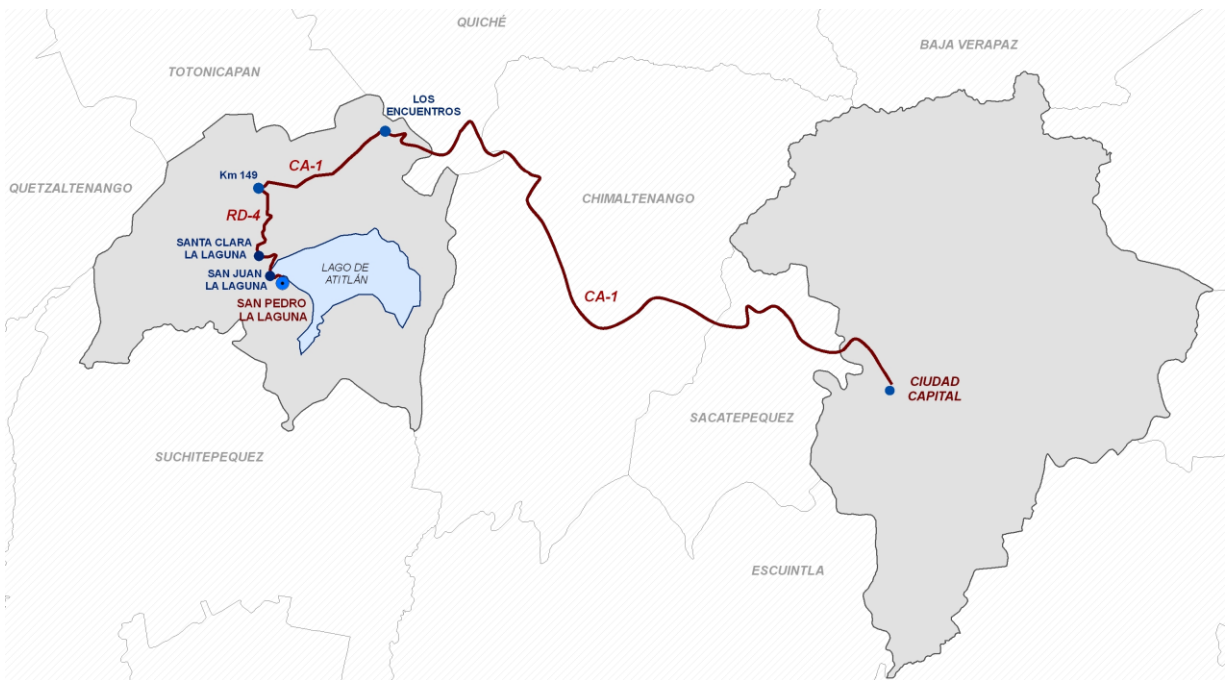 QUICHÉ
BAJA VERAPAZ
TOTONICAPAN
LOS
ENCUENTROS
CA-1
Km 149
QUETZALTENANGO
CHIMALTENANGO
RD-4
SANTA CLARA
LA LAGUNA
SAN JUAN
LA LAGUNA
LAGO DE
ATITLÁN
SAN PEDRO
LA LAGUNA
CA-1
CIUDAD
CAPITAL
SACATEPEQUEZ
SUCHITEPEQUEZ
ESCUINTLA